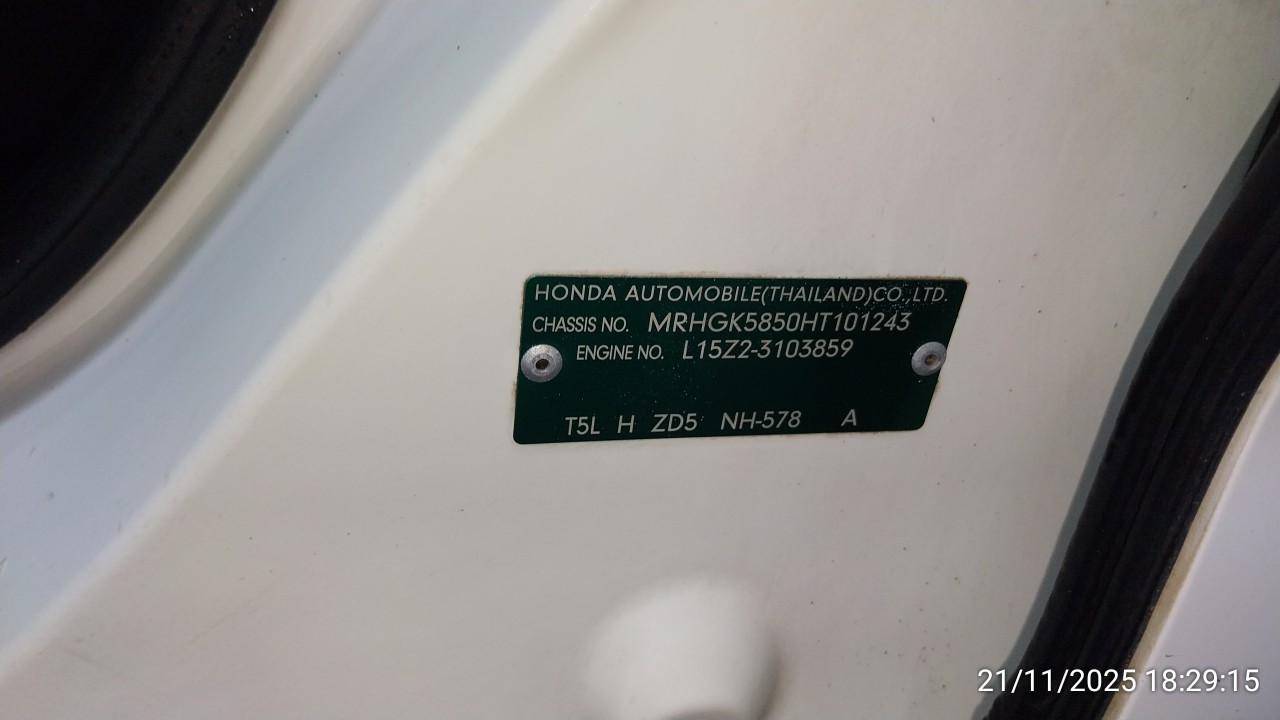 HONDA AUTOMOBILE(THAILAND)CO.,LTD.
CHASSIS NO. MRHGK5850HT101243
ENGINE NO. L15Z2-3103859
T5L H ZD5 NH-578 A
21/11/2025 18:29:15